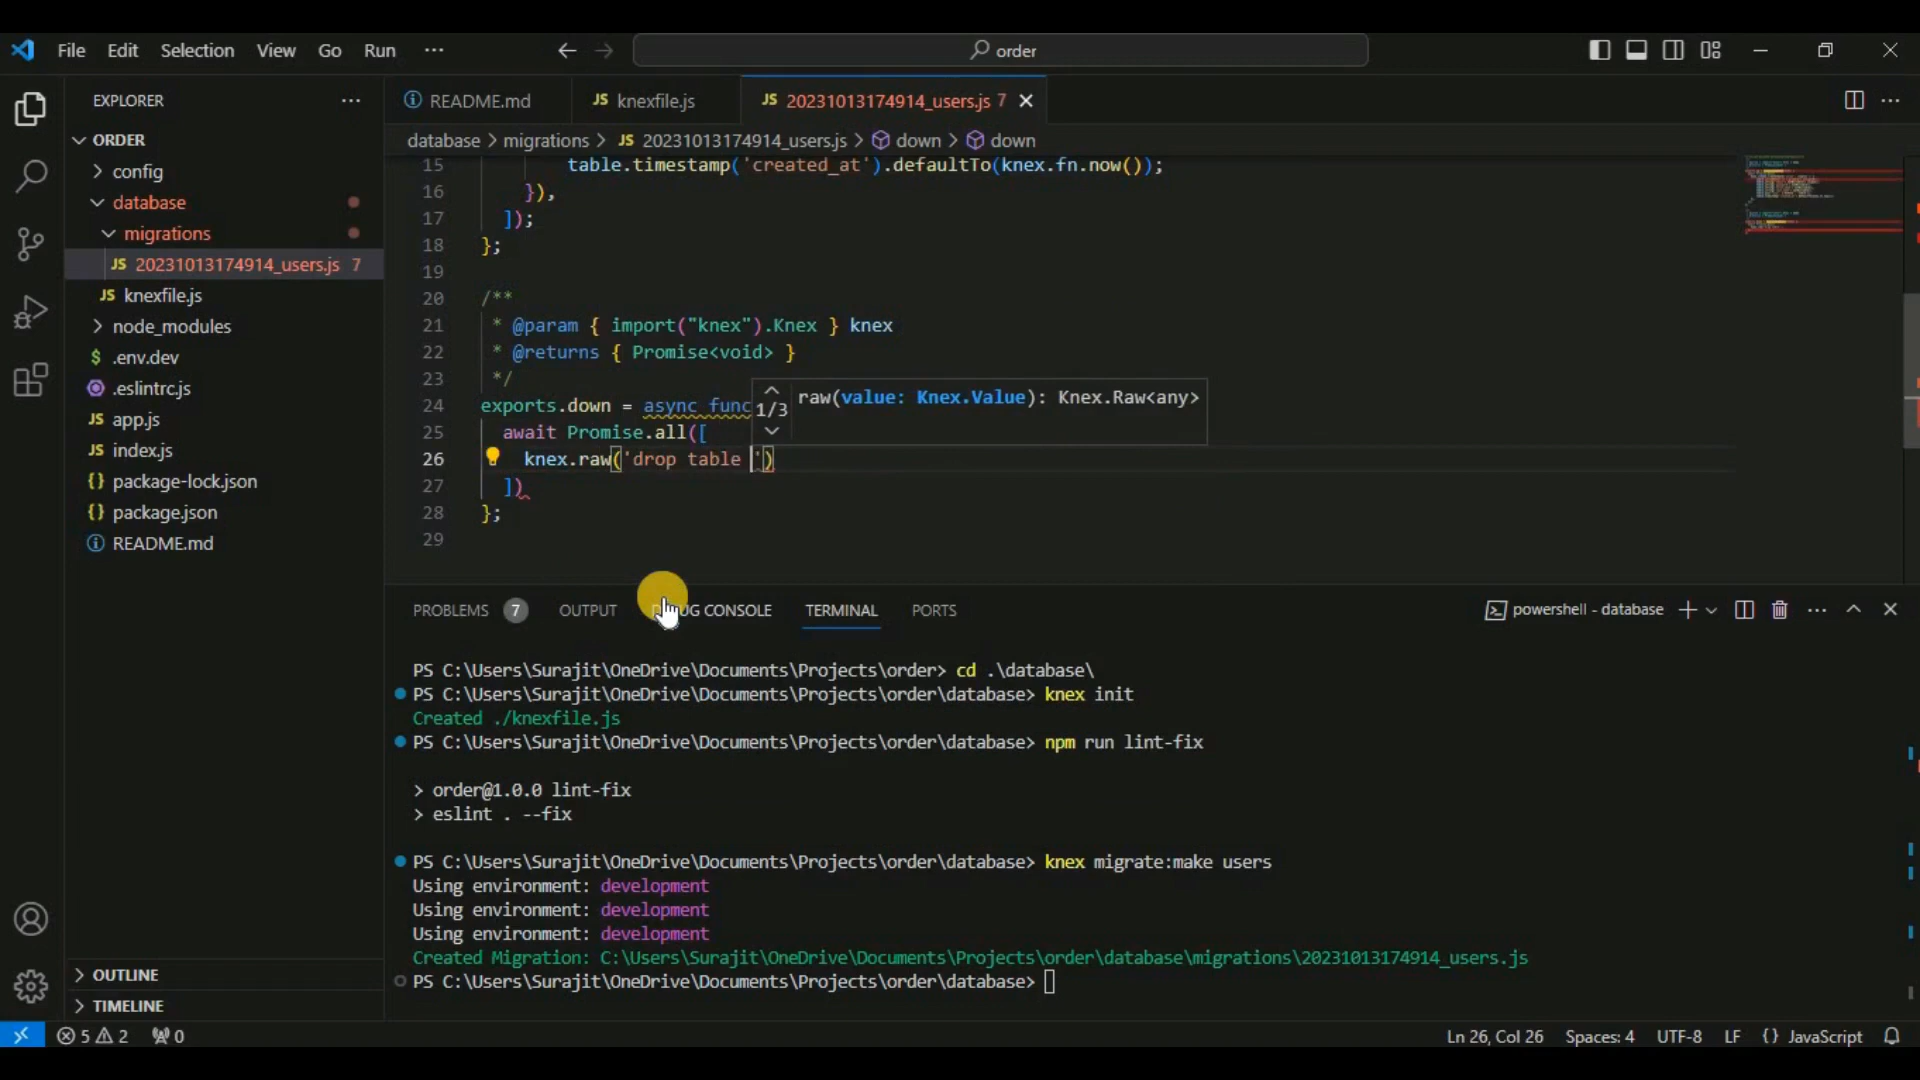 File Edit Selection View Go Run ··· order
EXPLORER ···
ORDER
config
database
migrations
JS 20231013174914_users.js 7
JS knexfile.js
node_modules
$ .env.dev
.eslintrc.js
JS app.js
JS index.js
{} package-lock.json
{} package.json
README.md
OUTLINE
TIMELINE
README.md JS knexfile.js JS 20231013174914_users.js 7
database > migrations > JS 20231013174914_users.js > down > down
15 table.timestamp('created_at').defaultTo(knex.fn.now());
16 }),
17 ]);
18 };
19
20 /**
21 * @param { import("knex").Knex } knex
22 * @returns { Promise<void> }
23 */
24 exports.down = async func
1/3 raw(value: Knex.Value): Knex.Raw<any>
25 await Promise.all([
26 knex.raw('drop table ')
27 ])
28 };
29
PROBLEMS 7 OUTPUT DEBUG CONSOLE TERMINAL PORTS powershell - database
PS C:\Users\Surajit\OneDrive\Documents\Projects\order> cd .\database\
PS C:\Users\Surajit\OneDrive\Documents\Projects\order\database> knex init
Created ./knexfile.js
PS C:\Users\Surajit\OneDrive\Documents\Projects\order\database> npm run lint-fix
> order@1.0.0 lint-fix
> eslint . --fix
PS C:\Users\Surajit\OneDrive\Documents\Projects\order\database> knex migrate:make users
Using environment: development
Using environment: development
Using environment: development
Created Migration: C:\Users\Surajit\OneDrive\Documents\Projects\order\database\migrations\20231013174914_users.js
PS C:\Users\Surajit\OneDrive\Documents\Projects\order\database>
5 2 0 Ln 26, Col 26 Spaces: 4 UTF-8 LF {} JavaScript